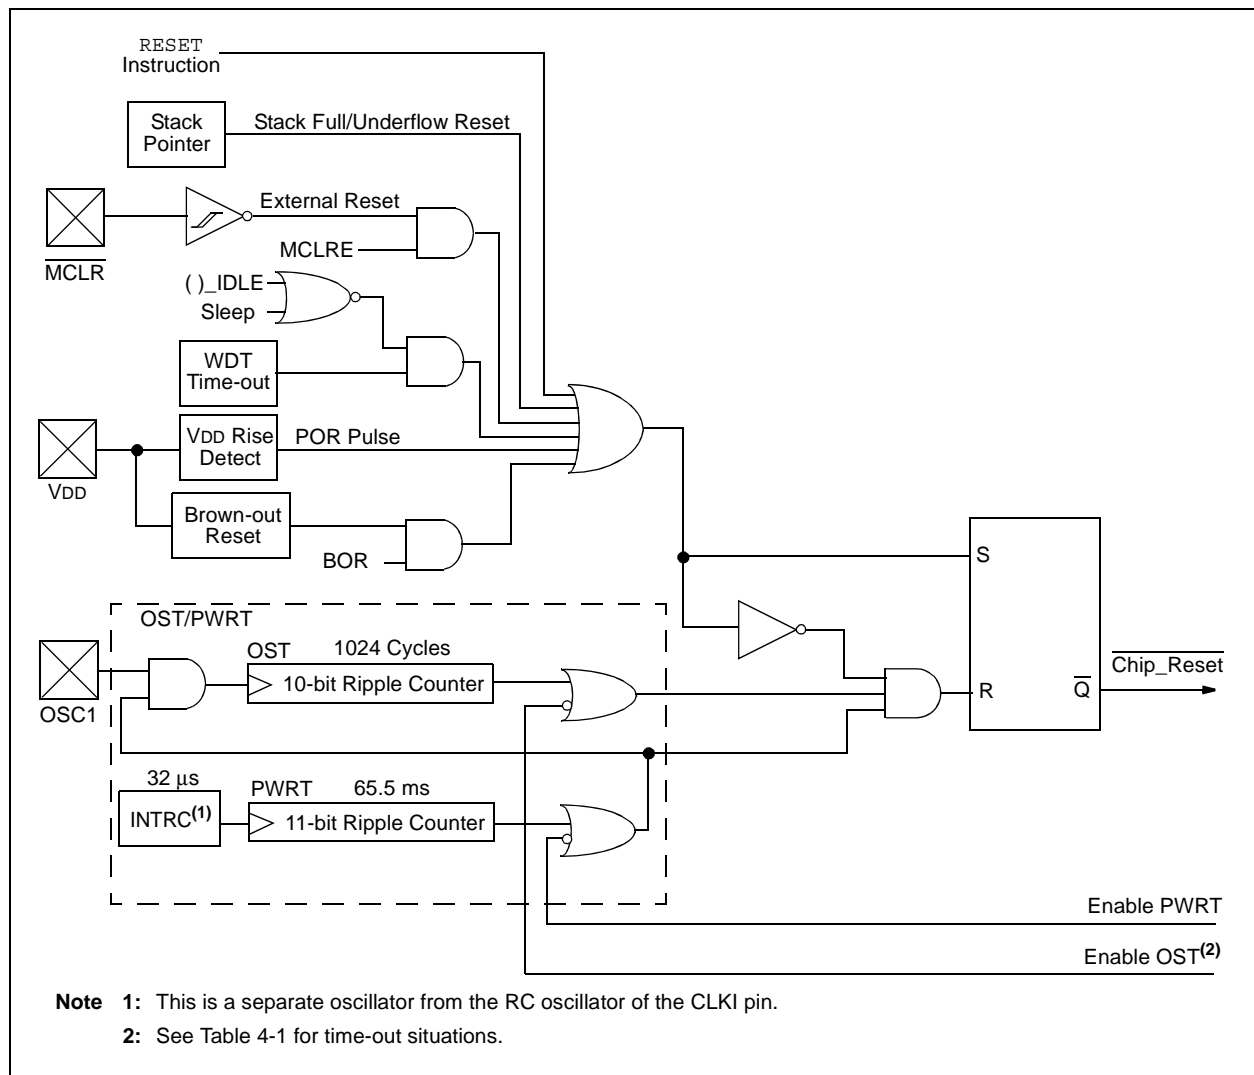 RESET
Instruction
Stack
Pointer
Stack Full/Underflow Reset
External Reset
MCLRE
MCLR
( )_IDLE
Sleep
WDT
Time-out
VDD Rise
Detect
POR Pulse
VDD
Brown-out
Reset
BOR
S
OST/PWRT
OST
1024 Cycles
10-bit Ripple Counter
OSC1
Chip_Reset
R
Q
32 μs
PWRT
65.5 ms
INTRC(1)
11-bit Ripple Counter
Enable PWRT
Enable OST(2)
Note 1: This is a separate oscillator from the RC oscillator of the CLKI pin.
2: See Table 4-1 for time-out situations.